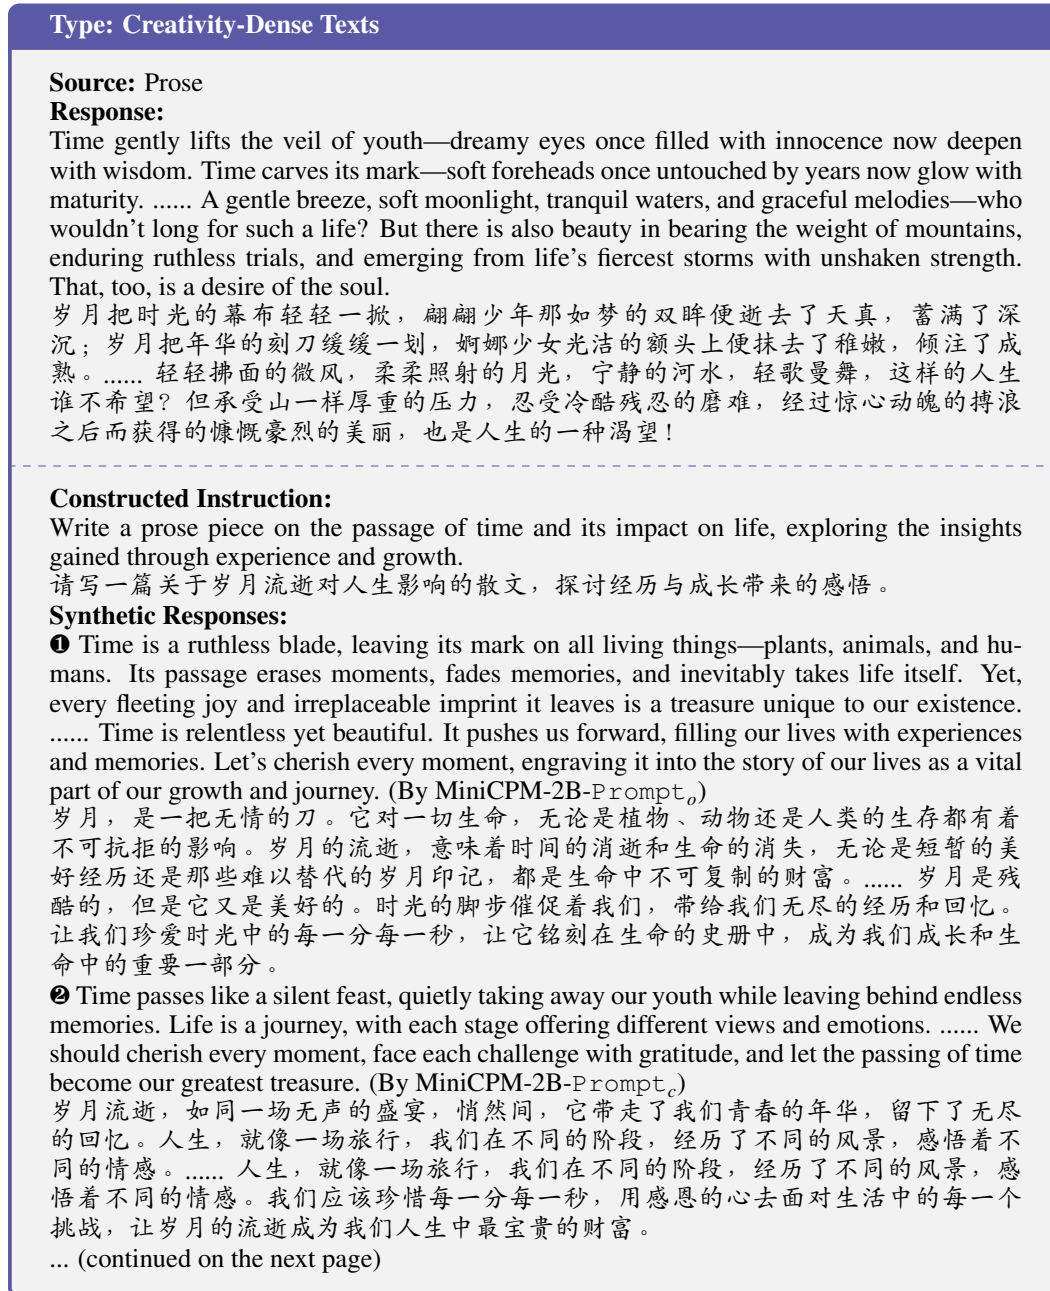 Type: Creativity-Dense Texts
Source: Prose
Response:
Time gently lifts the veil of youth—dreamy eyes once filled with innocence now deepen
with wisdom. Time carves its mark—soft foreheads once untouched by years now glow with
maturity. ...... A gentle breeze, soft moonlight, tranquil waters, and graceful melodies—who
wouldn't long for such a life? But there is also beauty in bearing the weight of mountains,
enduring ruthless trials, and emerging from life's fiercest storms with unshaken strength.
That, too, is a desire of the soul.
岁月把时光的幕布轻轻一掀，翩翩少年那如梦的双眸便逝去了天真，蓄满了深
沉；岁月把年华的刻刀缓缓一划，婀娜少女光洁的额头上便抹去了稚嫩，倾注了成
熟。...... 轻轻拂面的微风，柔柔照射的月光，宁静的河水，轻歌曼舞，这样的人生
谁不希望？但承受山一样厚重的压力，忍受冷酷残忍的磨难，经过惊心动魄的搏浪
之后而获得的慷慨豪烈的美丽，也是人生的一种渴望！
Constructed Instruction:
Write a prose piece on the passage of time and its impact on life, exploring the insights
gained through experience and growth.
请写一篇关于岁月流逝对人生影响的散文，探讨经历与成长带来的感悟。
Synthetic Responses:
❶ Time is a ruthless blade, leaving its mark on all living things—plants, animals, and hu-
mans. Its passage erases moments, fades memories, and inevitably takes life itself. Yet,
every fleeting joy and irreplaceable imprint it leaves is a treasure unique to our existence.
...... Time is relentless yet beautiful. It pushes us forward, filling our lives with experiences
and memories. Let's cherish every moment, engraving it into the story of our lives as a vital
part of our growth and journey. (By MiniCPM-2B-Prompt_o)
岁月，是一把无情的刀。它对一切生命，无论是植物、动物还是人类的生存都有着
不可抗拒的影响。岁月的流逝，意味着时间的消逝和生命的消失，无论是短暂的美
好经历还是那些难以替代的岁月印记，都是生命中不可复制的财富。...... 岁月是残
酷的，但是它又是美好的。时光的脚步催促着我们，带给我们无尽的经历和回忆。
让我们珍爱时光中的每一分每一秒，让它铭刻在生命的史册中，成为我们成长和生
命中的重要一部分。
❷ Time passes like a silent feast, quietly taking away our youth while leaving behind endless
memories. Life is a journey, with each stage offering different views and emotions. ...... We
should cherish every moment, face each challenge with gratitude, and let the passing of time
become our greatest treasure. (By MiniCPM-2B-Prompt_c)
岁月流逝，如同一场无声的盛宴，悄然间，它带走了我们青春的年华，留下了无尽
的回忆。人生，就像一场旅行，我们在不同的阶段，经历了不同的风景，感悟着不
同的情感。...... 人生，就像一场旅行，我们在不同的阶段，经历了不同的风景，感
悟着不同的情感。我们应该珍惜每一分每一秒，用感恩的心去面对生活中的每一个
挑战，让岁月的流逝成为我们人生中最宝贵的财富。
... (continued on the next page)